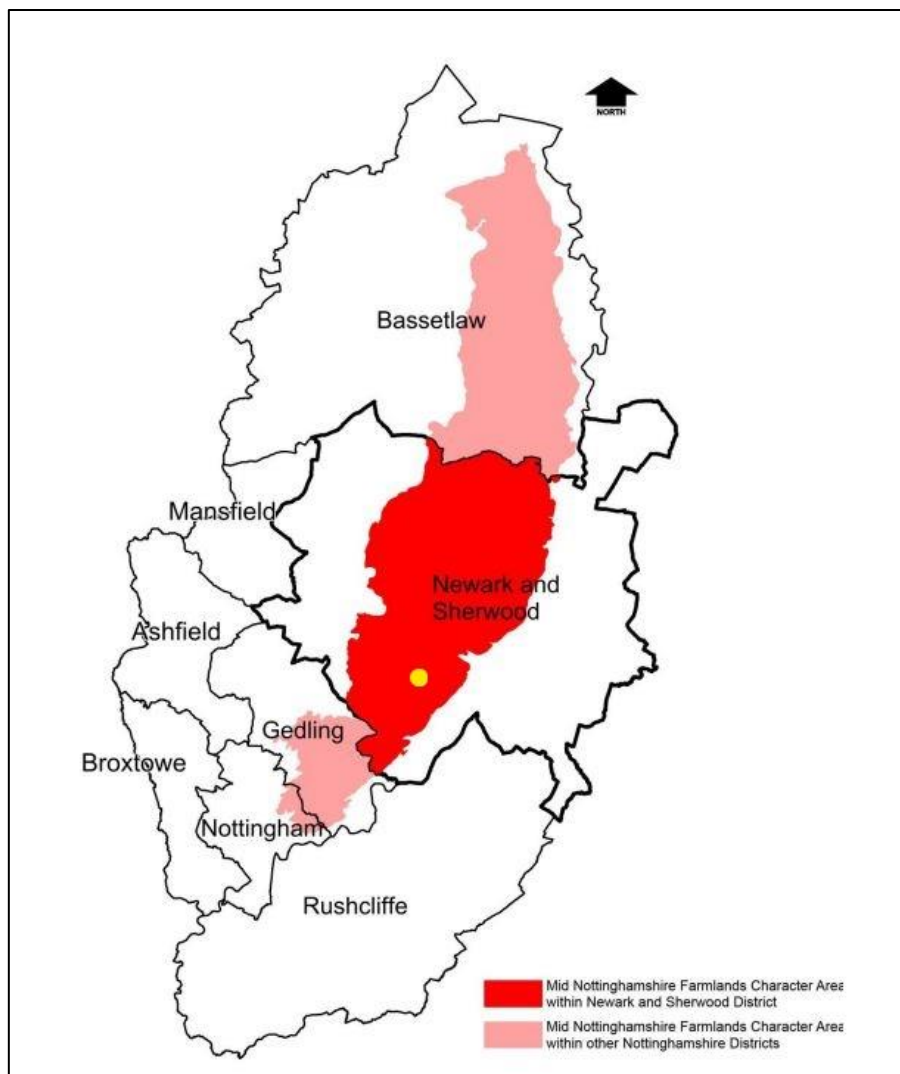 NORTH
Bassetlaw
Mansfield
Newark and
Sherwood
Ashfield
Gedling
Broxtowe
Nottingham
Rushcliffe
Mid Nottinghamshire Farmlands Character Area
within Newark and Sherwood District
Mid Nottinghamshire Farmlands Character Area
within other Nottinghamshire Districts